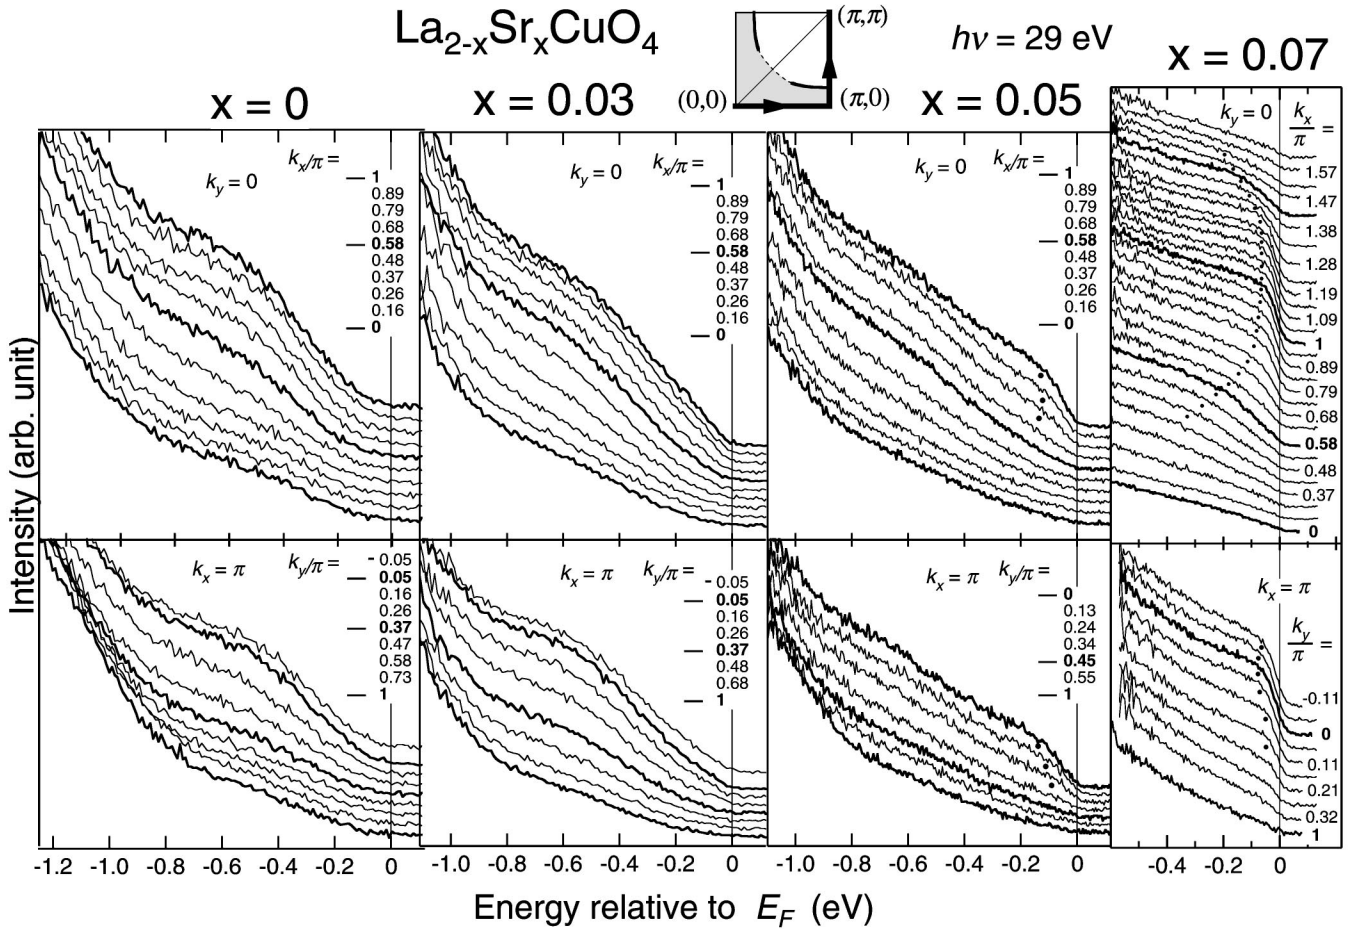 La2-xSrxCuO4
(π,π)
(0,0)
(π,0)
hν = 29 eV
x = 0
x = 0.03
x = 0.05
x = 0.07
Intensity (arb. unit)
ky = 0
kx/π =
1
0.89
0.79
0.68
0.58
0.48
0.37
0.26
0.16
0
ky = 0
kx/π =
1
0.89
0.79
0.68
0.58
0.48
0.37
0.26
0.16
0
ky = 0
kx/π =
1
0.89
0.79
0.68
0.58
0.48
0.37
0.26
0.16
0
ky = 0
kx
π =
1.57
1.47
1.38
1.28
1.19
1.09
1
0.89
0.79
0.68
0.58
0.48
0.37
0
kx = π
ky/π =
-0.05
0.05
0.16
0.26
0.37
0.47
0.58
0.73
1
kx = π
ky/π =
-0.05
0.05
0.16
0.26
0.37
0.48
0.68
1
kx = π
ky/π =
0
0.13
0.24
0.34
0.45
0.55
1
kx = π
ky
π =
-0.11
0
0.11
0.21
0.32
1
-1.2 -1.0 -0.8 -0.6 -0.4 -0.2 0
-1.0 -0.8 -0.6 -0.4 -0.2 0
-1.0 -0.8 -0.6 -0.4 -0.2 0
-0.4 -0.2 0
Energy relative to EF (eV)